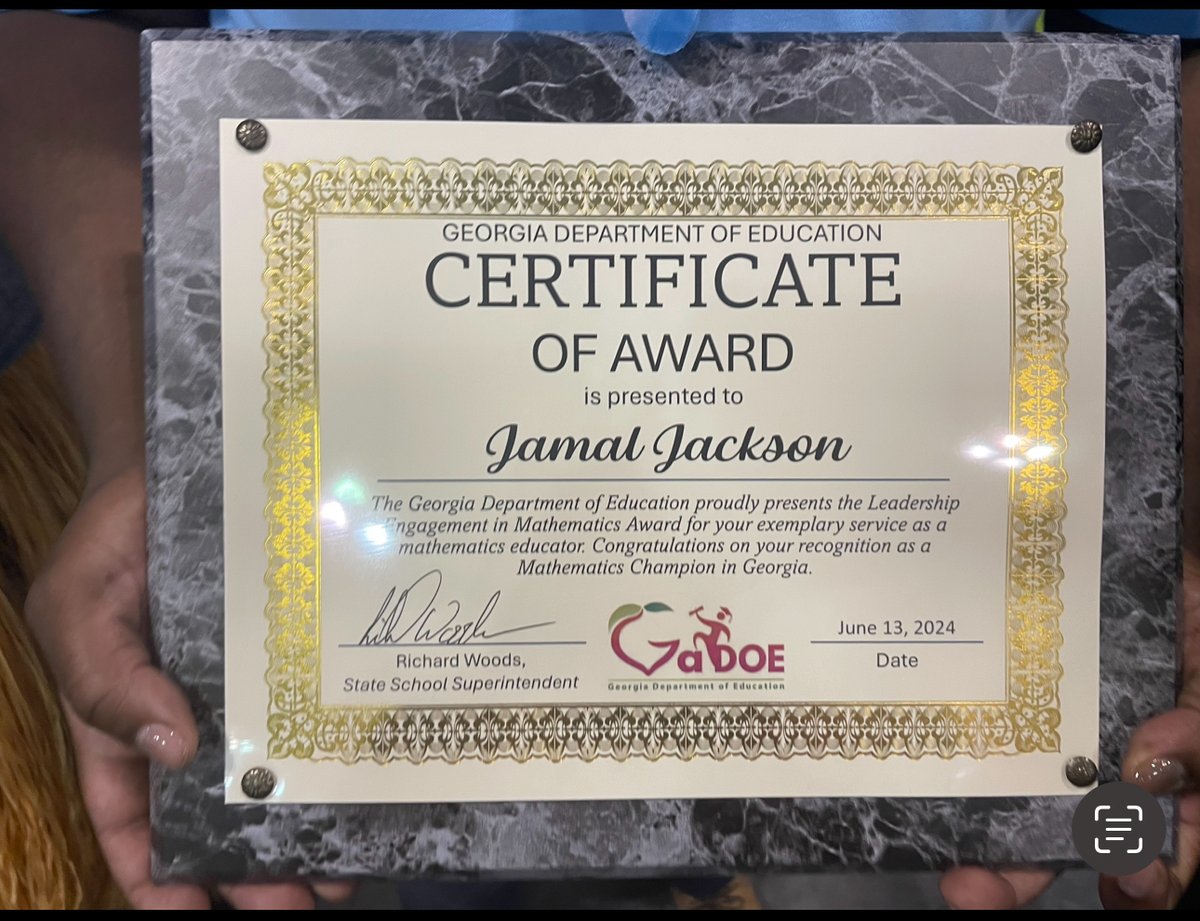 GEORGIA DEPARTMENT OF EDUCATION
CERTIFICATE
OF AWARD
is presented to
Jamal Jackson
The Georgia Department of Education proudly presents the Leadership
Engagement in Mathematics Award for your exemplary service as a
mathematics educator. Congratulations on your recognition as a
Mathematics Champion in Georgia.
Richard Woods,
State School Superintendent
GaDOE
Georgia Department of Education
June 13, 2024
Date